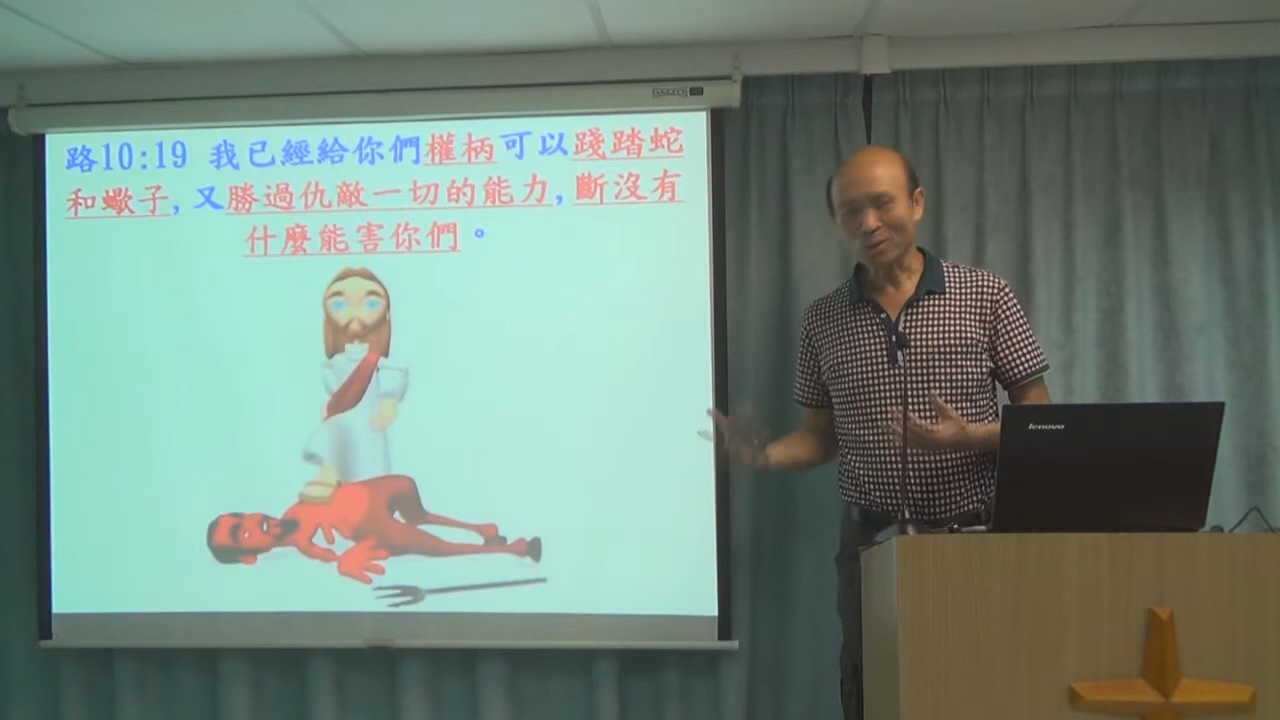 路10:19 我已經給你們權柄可以踐踏蛇
和蠍子,又勝過仇敵一切的能力,斷沒有
什麼能害你們。
lenovo